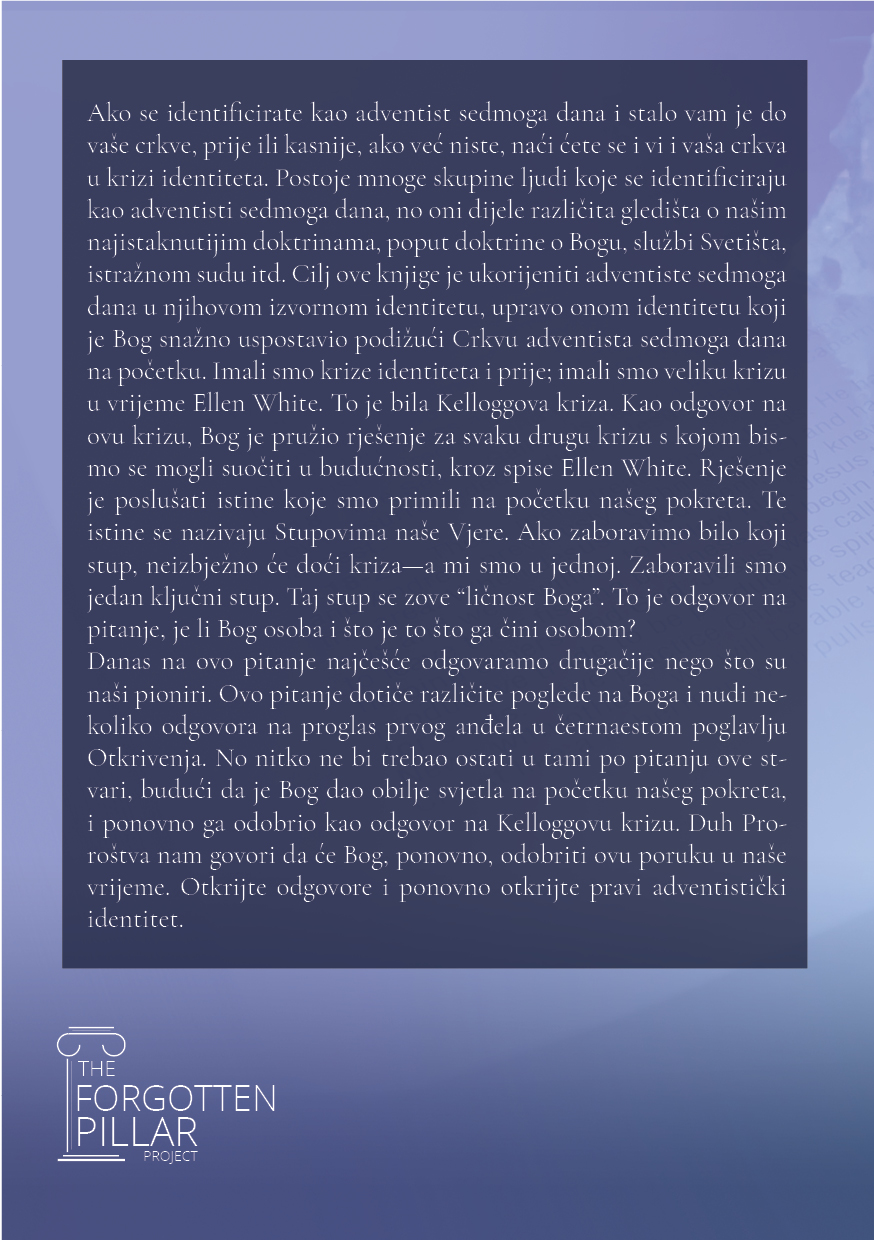 Ako se identificirate kao adventist sedmoga dana i stalo vam je do
vaše crkve, prije ili kasnije, ako već niste, naći ćete se i vi i vaša crkva
u krizi identiteta. Postoje mnoge skupine ljudi koje se identificiraju
kao adventisti sedmoga dana, no oni dijele različita gledišta o našim
najistaknutijim doktrinama, poput doktrine o Bogu, službi Svetišta,
istražnom sudu itd. Cilj ove knjige je ukorijeniti adventiste sedmoga
dana u njihovom izvornom identitetu, upravo onom identitetu koji
je Bog snažno uspostavio podižući Crkvu adventista sedmoga dana
na početku. Imali smo krize identiteta i prije; imali smo veliku krizu
u vrijeme Ellen White. To je bila Kelloggova kriza. Kao odgovor na
ovu krizu, Bog je pružio rješenje za svaku drugu krizu s kojom bis-
mo se mogli suočiti u budućnosti, kroz spise Ellen White. Rješenje
je poslušati istine koje smo primili na početku našeg pokreta. Te
istine se nazivaju Stupovima naše Vjere. Ako zaboravimo bilo koji
stup, neizbježno će doći kriza—a mi smo u jednoj. Zaboravili smo
jedan ključni stup. Taj stup se zove “ličnost Boga”. To je odgovor na
pitanje, je li Bog osoba i što je to što ga čini osobom?
Danas na ovo pitanje najčešće odgovaramo drugačije nego što su
naši pioniri. Ovo pitanje dotiče različite poglede na Boga i nudi ne-
koliko odgovora na proglas prvog anđela u četrnaestom poglavlju
Otkrivenja. No nitko ne bi trebao ostati u tami po pitanju ove st-
vari, budući da je Bog dao obilje svjetla na početku našeg pokreta,
i ponovno ga odobrio kao odgovor na Kelloggovu krizu. Duh Pro-
roštva nam govori da će Bog, ponovno, odobriti ovu poruku u naše
vrijeme. Otkrijte odgovore i ponovno otkrijte pravi adventistički
identitet.
THE
FORGOTTEN
PILLAR
PROJECT